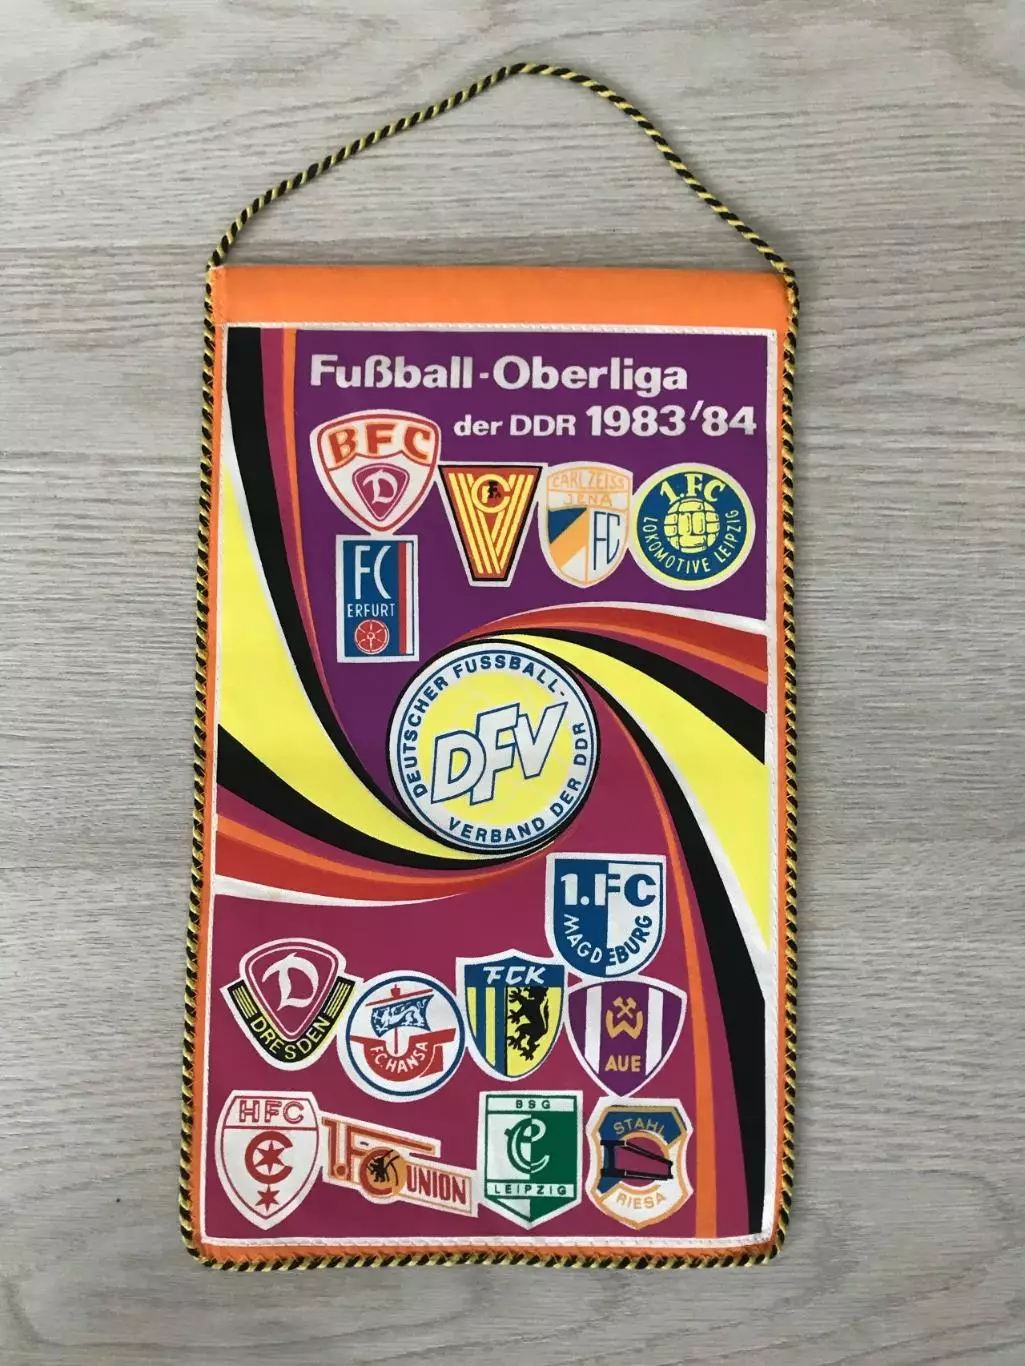 Fußball-Oberliga
der DDR 1983/'84
BFC
D
FC
CARL ZEISS
JENA
FC
1.FC
LOKOMOTIVE LEIPZIG
FC
ERFURT
DEUTSCHER FUSSBALL-
DFV
VERBAND DER DDR
1.FC
MAGDEBURG
D
DRESDEN
F.C.HANSA
FCK
W
AUE
HFC
C
1.FC
UNION
BSG
LEIPZIG
STAHL
RIESA